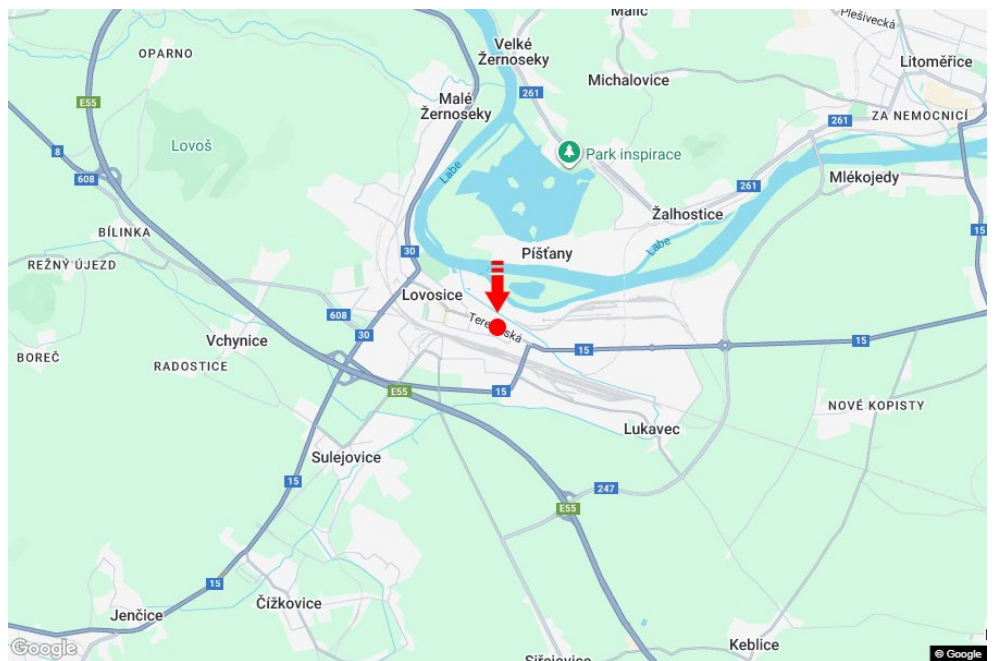 Malíč
Plešivecká
Velké
Žernoseky
OPARNO
Litoměřice
Michalovice
261
E55
Malé
Žernoseky
261
ZA NEMOCNICÍ
Lovoš
8
Park inspirace
608
Labe
Mlékojedy
261
Žalhostice
15
BÍLINKA
Labe
30
Píšťany
REŽNÝ ÚJEZD
Lovosice
608
30
Vchynice
15
15
BOREČ
RADOSTICE
E55
15
NOVÉ KOPISTY
Lukavec
Sulejovice
15
247
E55
15
Čížkovice
Jenčice
Keblice
Google
© Google